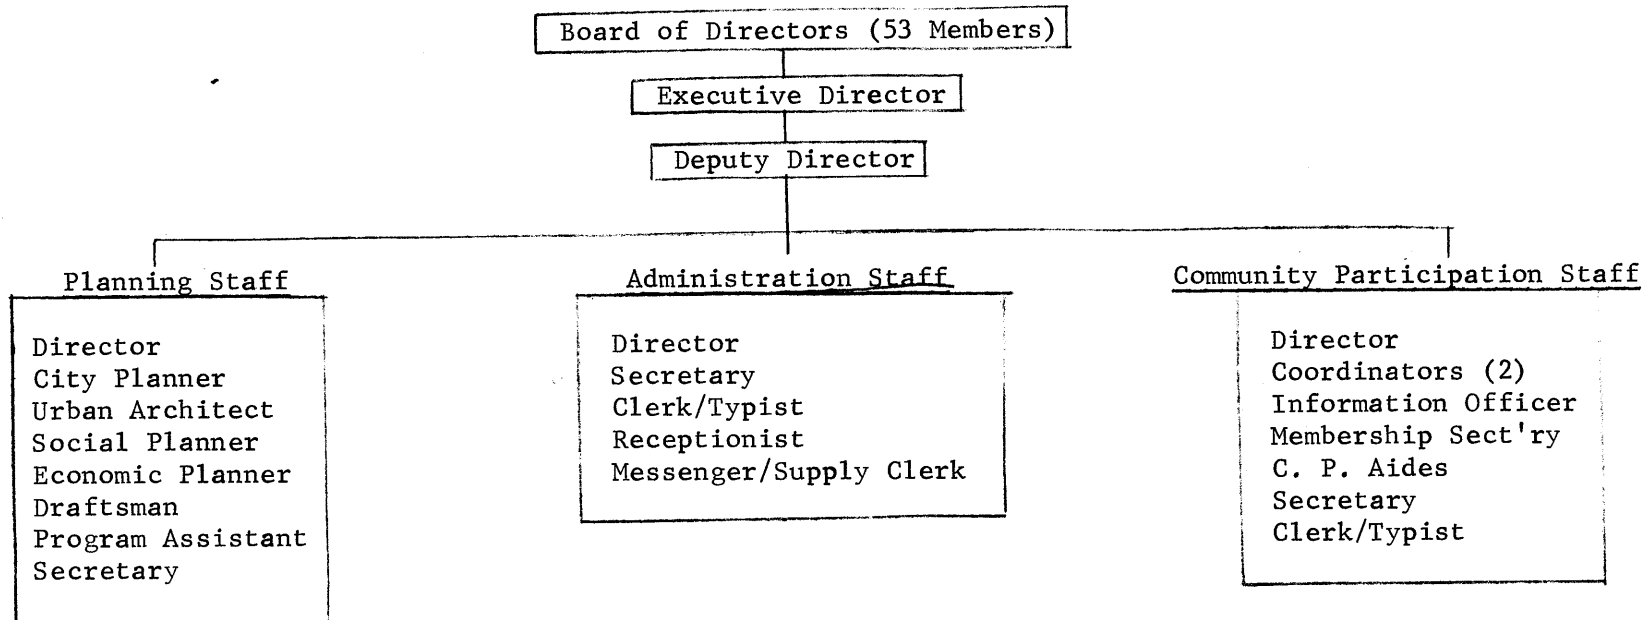 Board of Directors (53 Members)
Executive Director
Deputy Director
Planning Staff
Director
City Planner
Urban Architect
Social Planner
Economic Planner
Draftsman
Program Assistant
Secretary
Administration Staff
Director
Secretary
Clerk/Typist
Receptionist
Messenger/Supply Clerk
Community Participation Staff
Director
Coordinators (2)
Information Officer
Membership Sect'ry
C. P. Aides
Secretary
Clerk/Typist